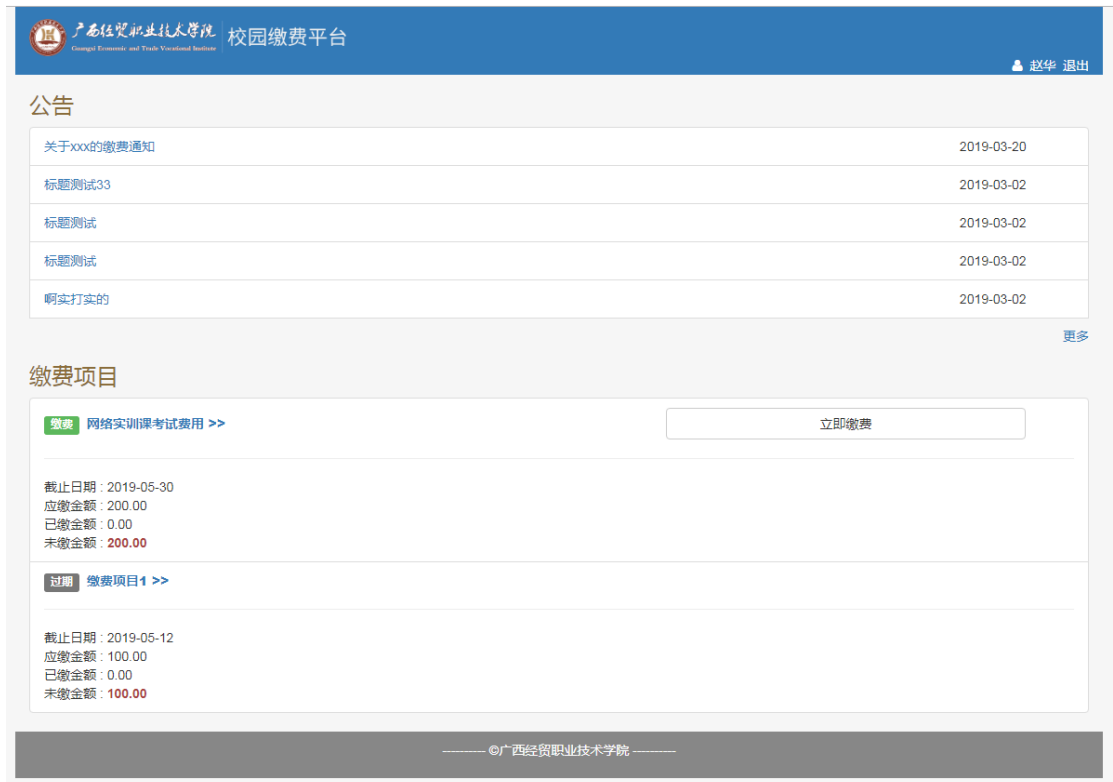 广西经贸职业技术学院 校园缴费平台
Guangxi Economic and Trade Vocational Institute
赵华 退出
公告
关于xxx的缴费通知 2019-03-20
标题测试33 2019-03-02
标题测试 2019-03-02
标题测试 2019-03-02
啊实打实的 2019-03-02
更多
缴费项目
缴费 网络实训课考试费用 >> 立即缴费
截止日期 : 2019-05-30
应缴金额 : 200.00
已缴金额 : 0.00
未缴金额 : 200.00
过期 缴费项目1 >>
截止日期 : 2019-05-12
应缴金额 : 100.00
已缴金额 : 0.00
未缴金额 : 100.00
---------- ©广西经贸职业技术学院 ----------